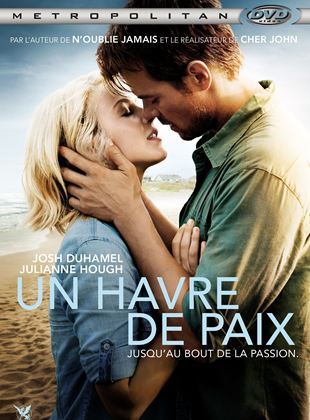 METROPOLITAN
DVD
PAR L'AUTEUR DE N'OUBLIE JAMAIS ET LE RÉALISATEUR DE CHER JOHN
JOSH DUHAMEL
JULIANNE HOUGH
UN HAVRE
DE PAIX
JUSQU'AU BOUT DE LA PASSION.